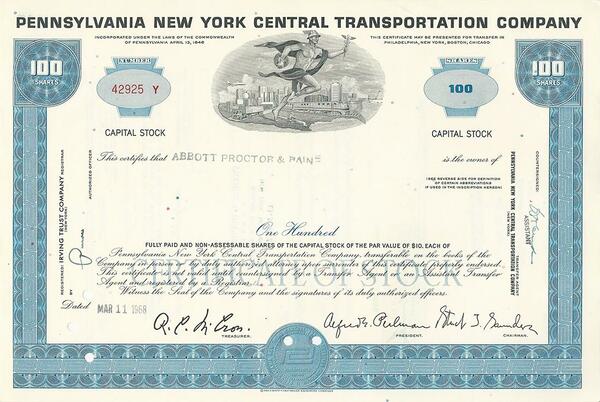 PENNSYLVANIA NEW YORK CENTRAL TRANSPORTATION COMPANY
INCORPORATED UNDER THE LAWS OF THE COMMONWEALTH
OF PENNSYLVANIA APRIL 13, 1846
THIS CERTIFICATE MAY BE PRESENTED FOR TRANSFER IN
PHILADELPHIA, NEW YORK, BOSTON, CHICAGO
100
SHARES
NUMBER
42925 Y
CAPITAL STOCK
SHARES
100
CAPITAL STOCK
100
SHARES
This certifies that ABBOTT PROCTOR & PAINE
is the owner of
(SEE REVERSE SIDE FOR DEFINITION
OF CERTAIN ABBREVIATIONS
IF USED IN THE INSCRIPTION HEREON)
One Hundred
FULLY PAID AND NON-ASSESSABLE SHARES OF THE CAPITAL STOCK OF THE PAR VALUE OF $10. EACH OF
Pennsylvania New York Central Transportation Company, transferable on the books of the
Company in person or by duly authorized attorney upon surrender of this certificate properly endorsed.
This certificate is not valid until countersigned by a Transfer Agent or an Assistant Transfer
Agent and registered by a Registrar.
Witness the Seal of the Company and the signatures of its duly authorized officers.
Dated MAR 11 1968
TREASURER.
PRESIDENT.
Stuart T. Saunders
CHAIRMAN.
REGISTERED:
IRVING TRUST COMPANY
(NEW YORK)
REGISTRAR
AUTHORIZED OFFICER
COUNTERSIGNED:
PENNSYLVANIA NEW YORK CENTRAL TRANSPORTATION COMPANY
(NEW YORK)
ASSISTANT